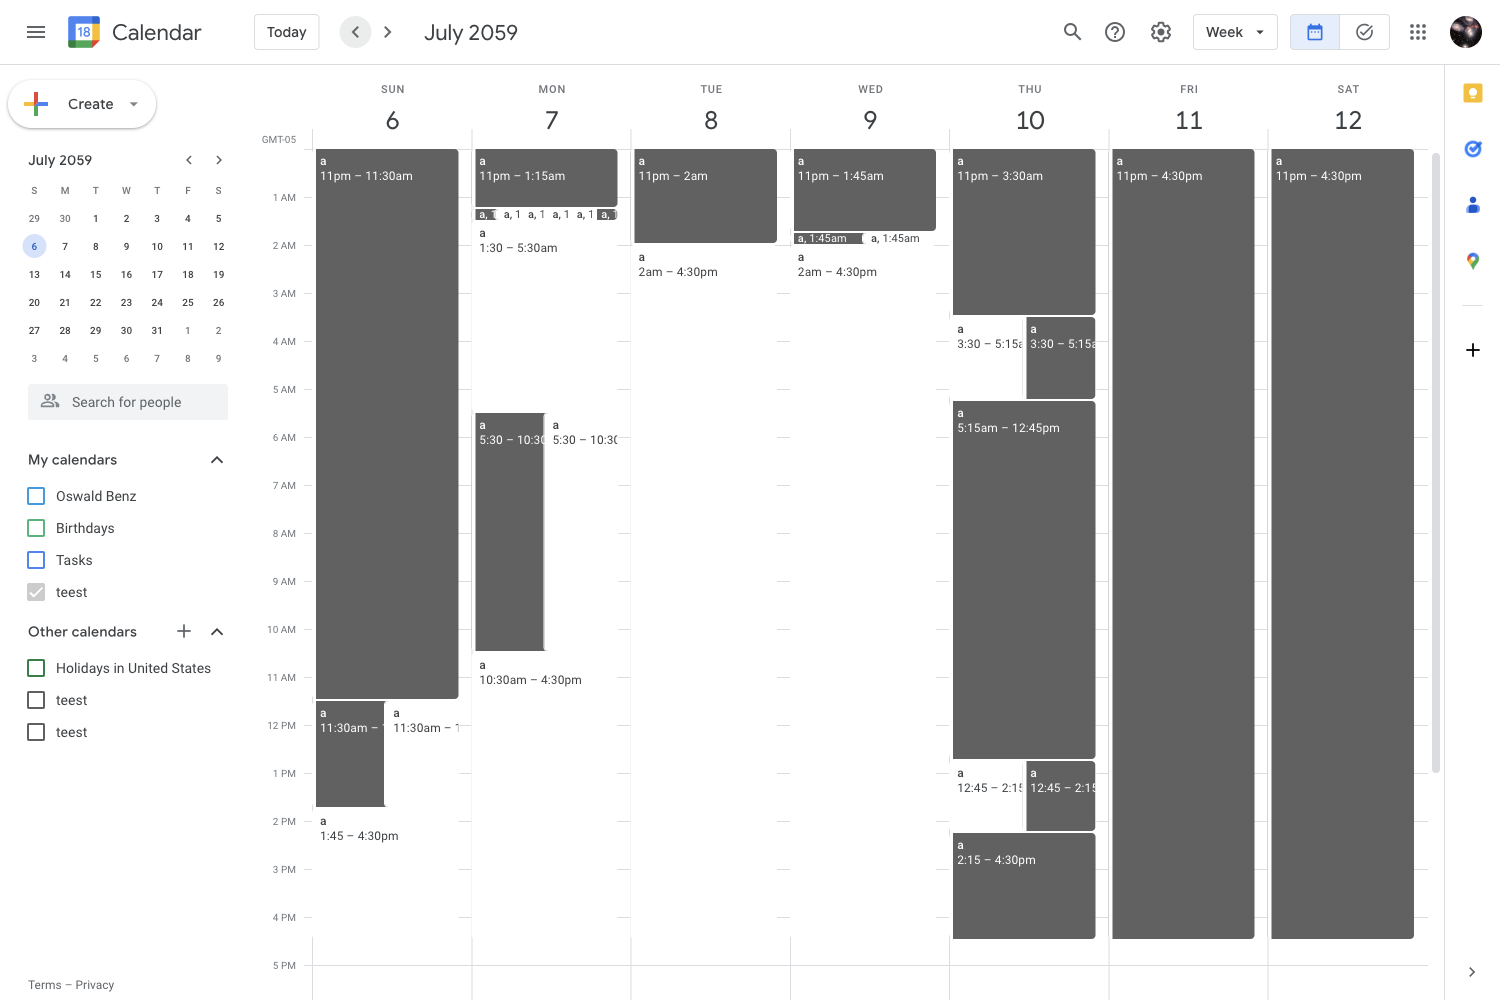 18 Calendar Today July 2059 Week
Create
July 2059
S M T W T F S
29 30 1 2 3 4 5
6 7 8 9 10 11 12
13 14 15 16 17 18 19
20 21 22 23 24 25 26
27 28 29 30 31 1 2
3 4 5 6 7 8 9
Search for people
My calendars
Oswald Benz
Birthdays
Tasks
teest
Other calendars
Holidays in United States
teest
teest
Terms – Privacy
SUN MON TUE WED THU FRI SAT
6 7 8 9 10 11 12
GMT-05
1 AM
2 AM
3 AM
4 AM
5 AM
6 AM
7 AM
8 AM
9 AM
10 AM
11 AM
12 PM
1 PM
2 PM
3 PM
4 PM
5 PM
a
11pm – 11:30am
a
11:30am –
a
11:30am – 1
a
1:45 – 4:30pm
a
11pm – 1:15am
a, 1 a, 1 a, 1 a, 1 a, 1 a, 1
a
1:30 – 5:30am
a
5:30 – 10:30
a
5:30 – 10:30
a
10:30am – 4:30pm
a
11pm – 2am
a
2am – 4:30pm
a
11pm – 1:45am
a, 1:45am a, 1:45am
a
2am – 4:30pm
a
11pm – 3:30am
a
3:30 – 5:15a
a
3:30 – 5:15a
a
5:15am – 12:45pm
a
12:45 – 2:15
a
12:45 – 2:15
a
2:15 – 4:30pm
a
11pm – 4:30pm
a
11pm – 4:30pm